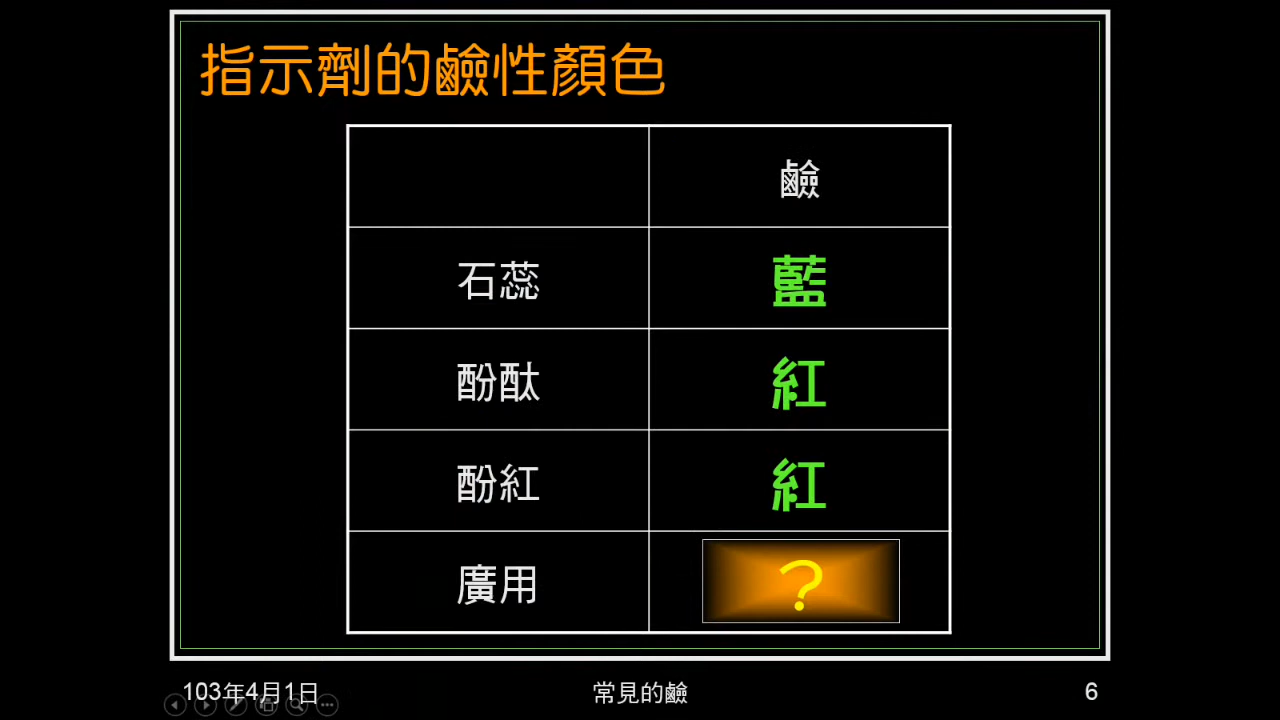 指示劑的鹼性顏色
鹼
石蕊 藍
酚酞 紅
酚紅 紅
廣用 ?
103年4月1日 常見的鹼 6